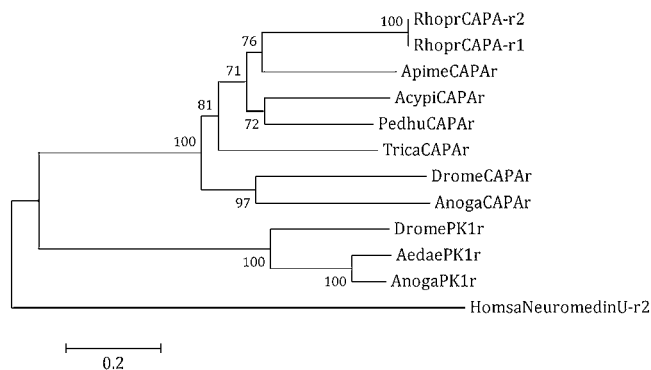 100
RhoprCAPA-r2
RhoprCAPA-r1
76
ApimeCAPAr
71
AcypiCAPAr
72
PedhuCAPAr
81
TricaCAPAr
100
DromeCAPAr
97
AnogaCAPAr
DromePK1r
100
AedaePK1r
100
AnogaPK1r
HomsaNeuromedinU-r2
0.2